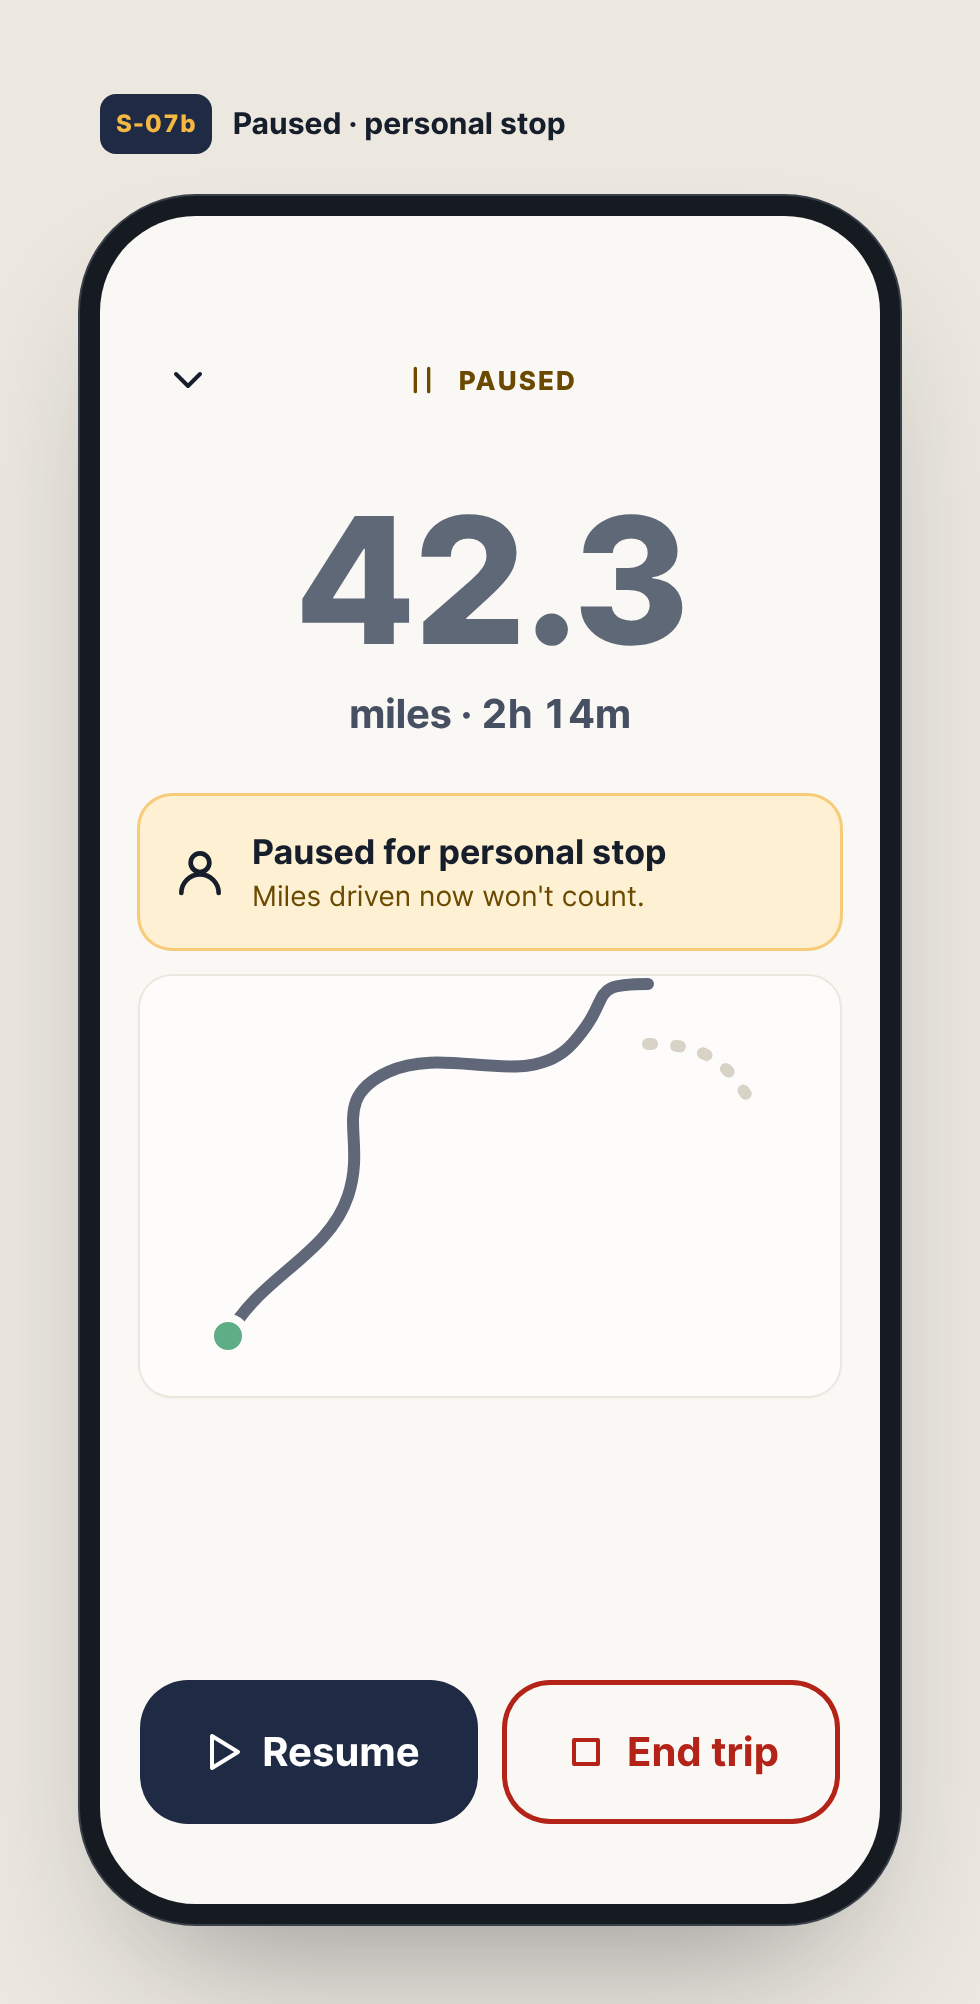 S-07b Paused · personal stop
PAUSED
42.3
miles · 2h 14m
Paused for personal stop
Miles driven now won't count.
Resume End trip